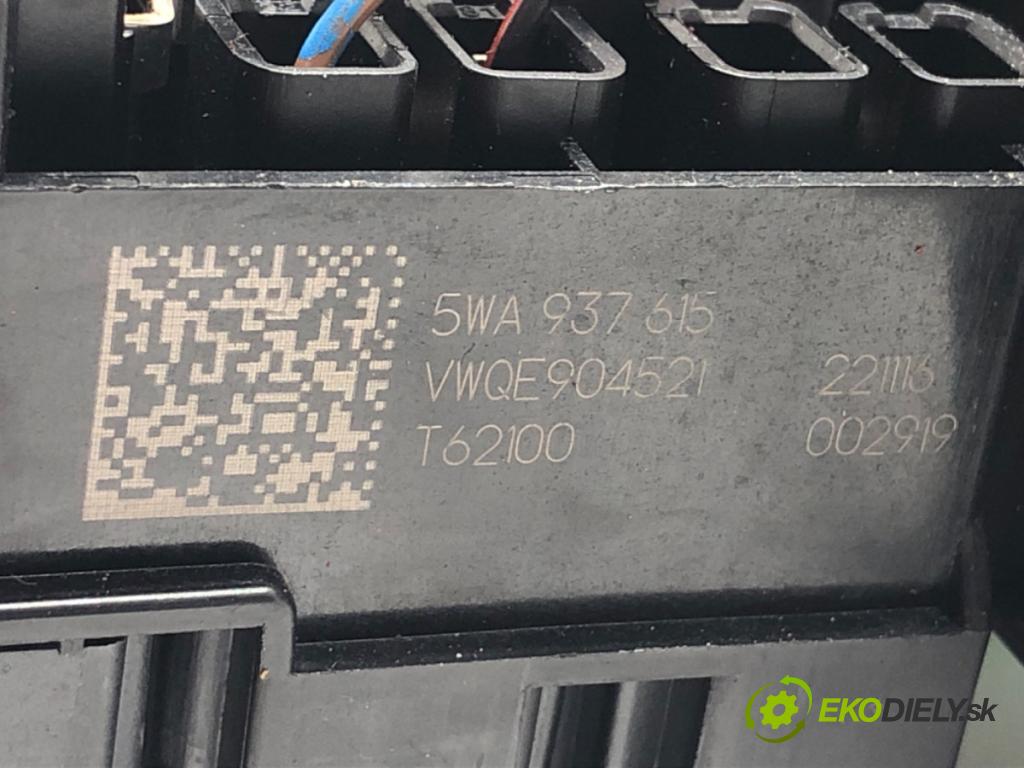 5WA 937 615
VWQE904521 221116
T62100 002919
EKODIELY.sk